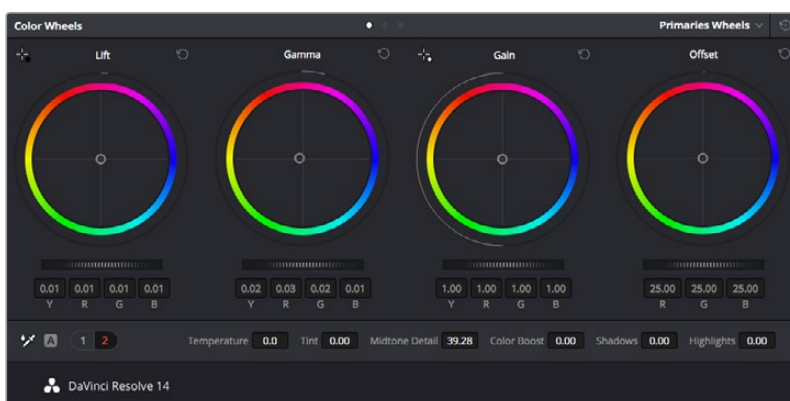 Color Wheels Primaries Wheels
Lift Gamma Gain Offset
0.01 0.01 0.01 0.01 0.02 0.03 0.02 0.01 1.00 1.00 1.00 1.00 25.00 25.00 25.00
Y R G B Y R G B Y R G B R G B
A 1 2 Temperature 0.0 Tint 0.00 Midtone Detail 39.28 Color Boost 0.00 Shadows 0.00 Highlights 0.00
DaVinci Resolve 14